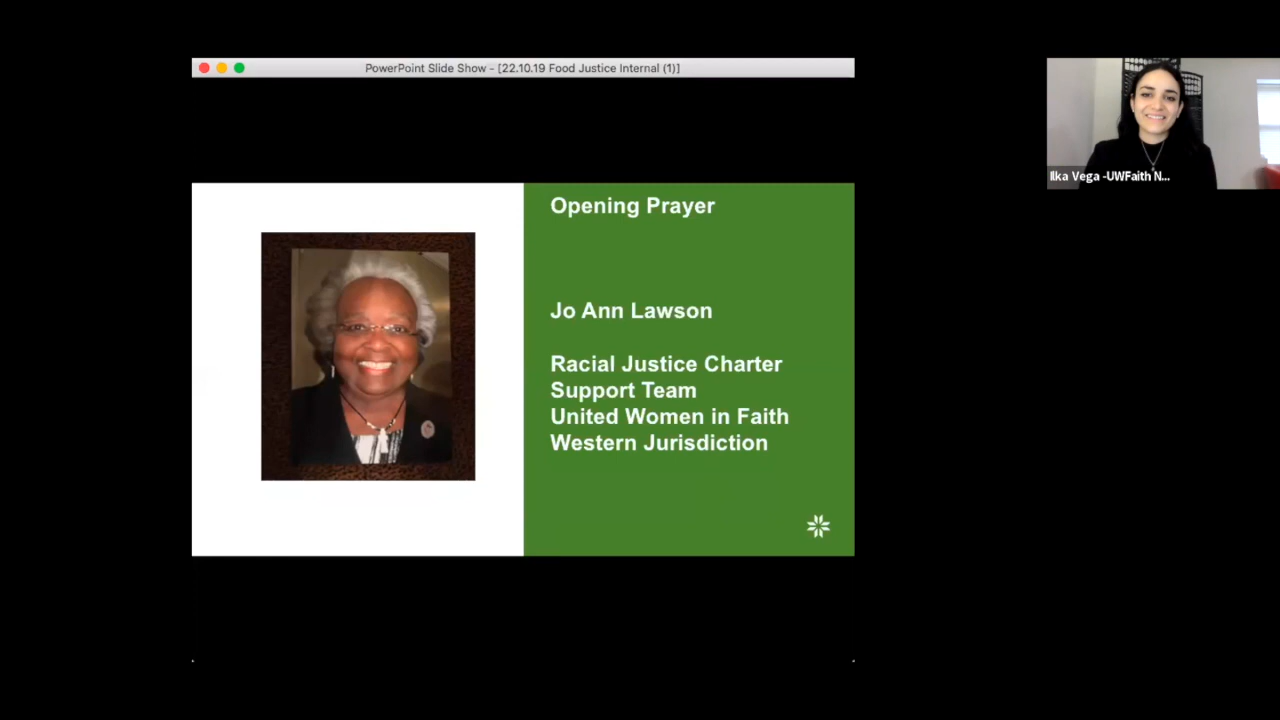 PowerPoint Slide Show - [22.10.19 Food Justice Internal (1)]
Opening Prayer
Jo Ann Lawson
Racial Justice Charter
Support Team
United Women in Faith
Western Jurisdiction
Ilka Vega -UWFaith N...